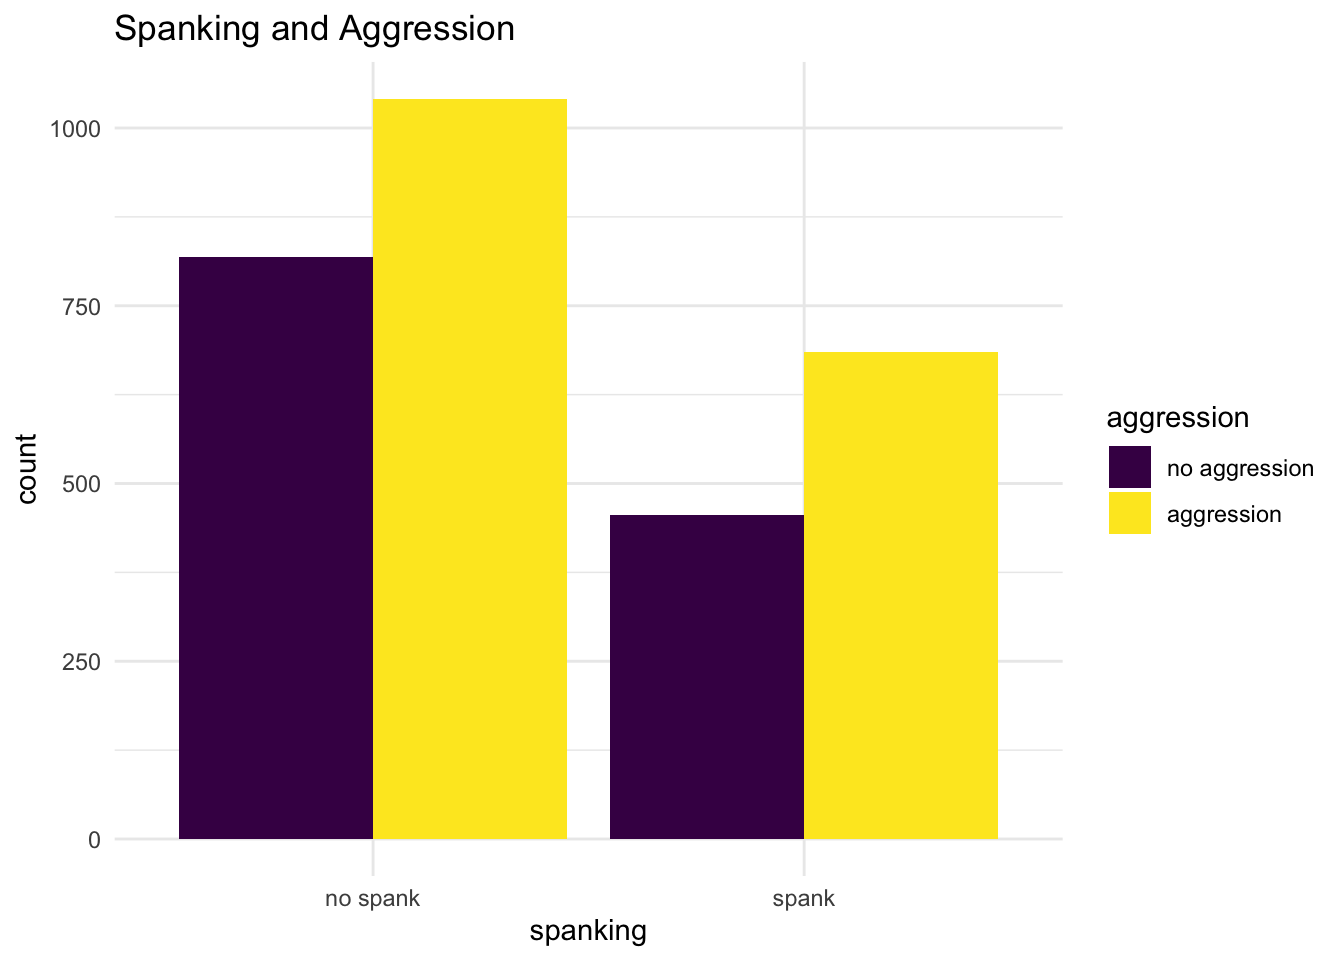 Spanking and Aggression
1000
750
500
250
0
count
no spank
spank
spanking
aggression
no aggression
aggression